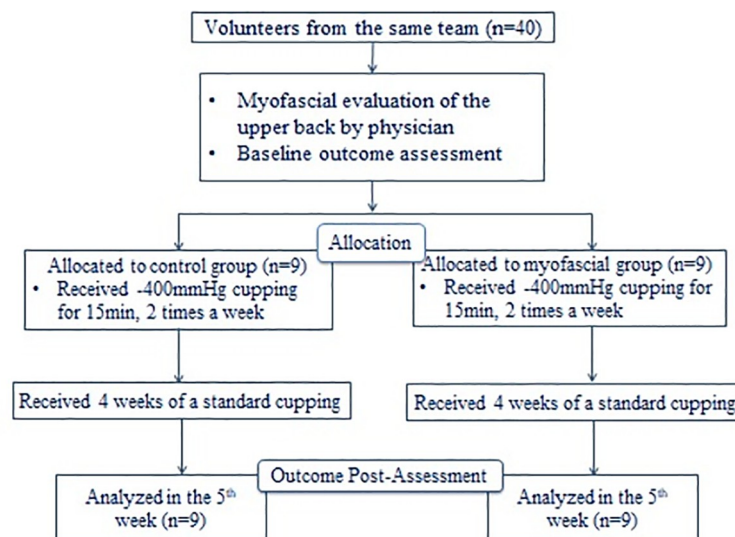 Volunteers from the same team (n=40)
• Myofascial evaluation of the
upper back by physician
• Baseline outcome assessment
Allocation
Allocated to control group (n=9)
• Received -400mmHg cupping
for 15min, 2 times a week
Allocated to myofascial group (n=9)
• Received -400mmHg cupping for
15min, 2 times a week
Received 4 weeks of a standard cupping
Received 4 weeks of a standard cupping
Outcome Post-Assessment
Analyzed in the 5th
week (n=9)
Analyzed in the 5th
week (n=9)